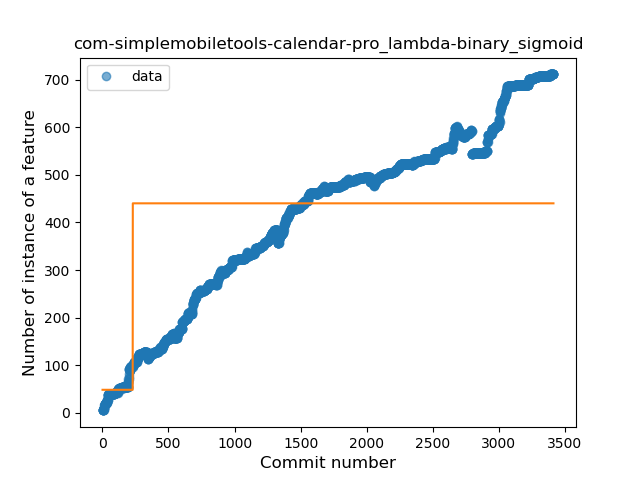 com-simplemobiletools-calendar-pro_lambda-binary_sigmoid
data
Number of instance of a feature
700
600
500
400
300
200
100
0
0 500 1000 1500 2000 2500 3000 3500
Commit number